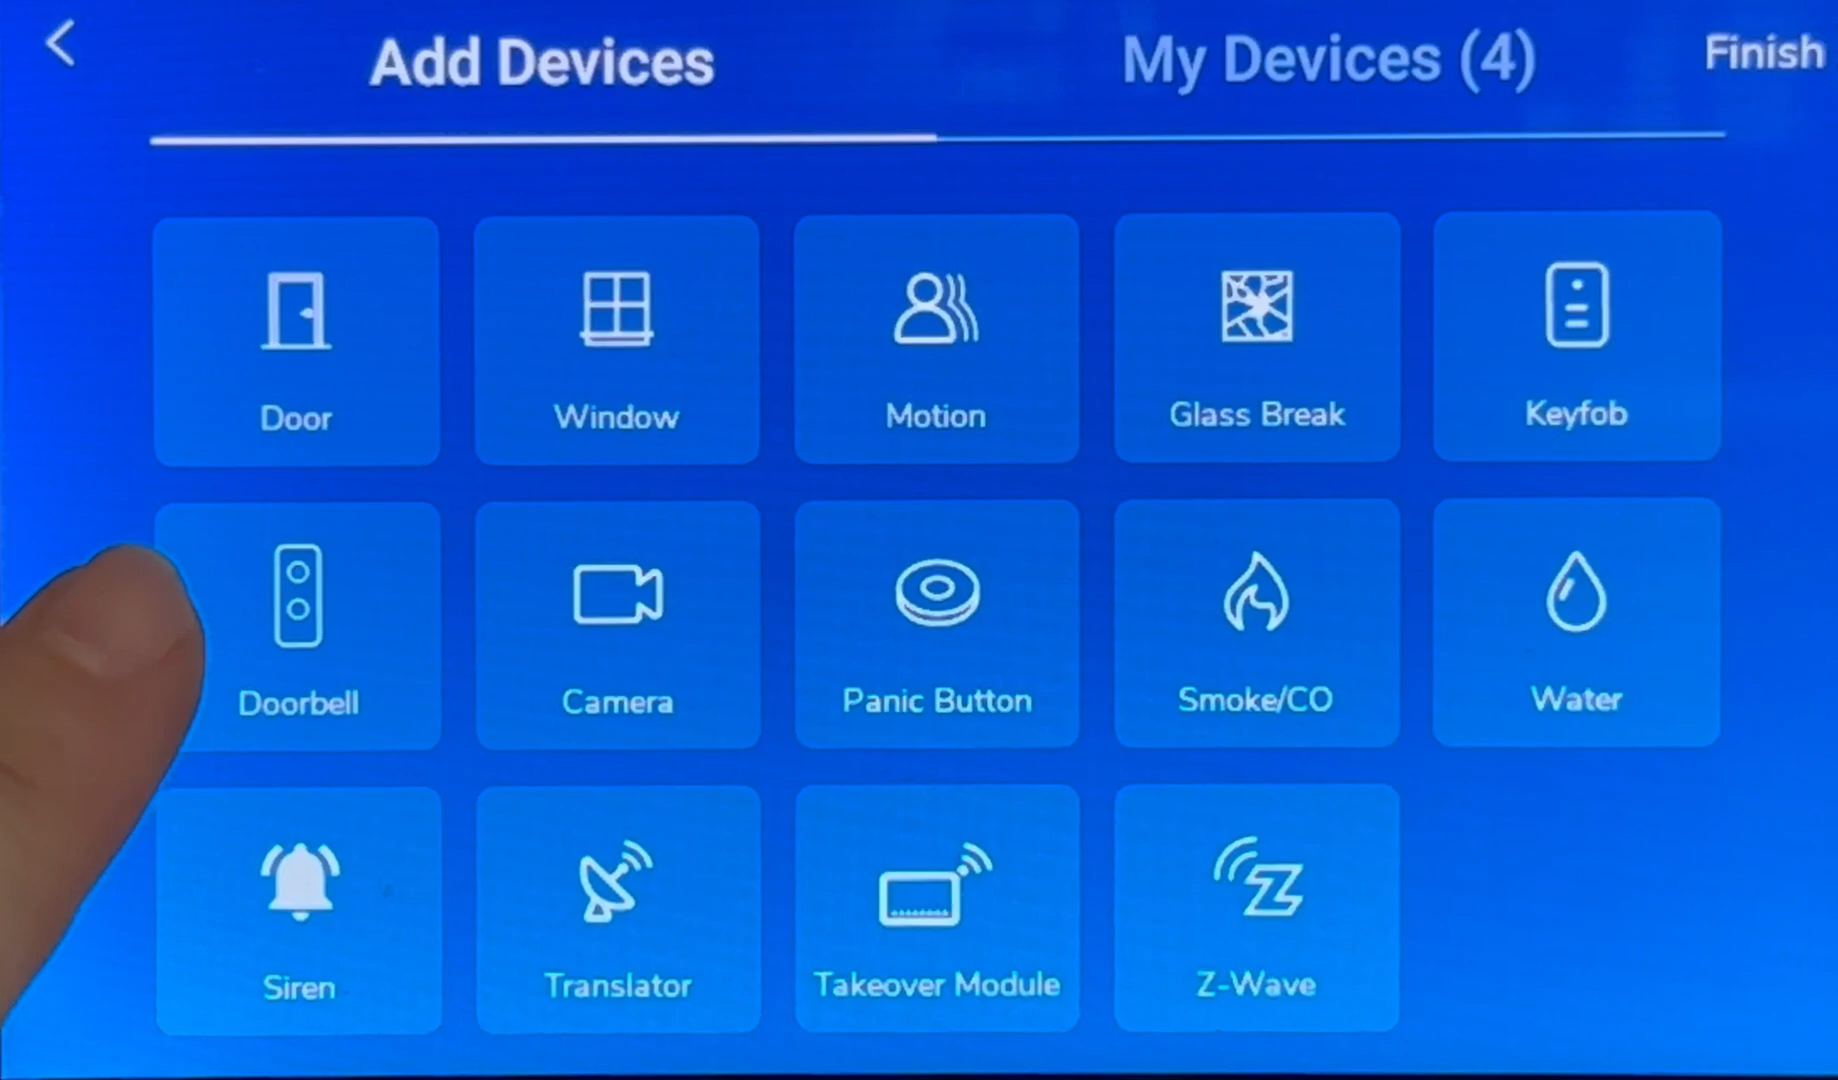 Add Devices
My Devices (4)
Finish
Door
Window
Motion
Glass Break
Keyfob
Doorbell
Camera
Panic Button
Smoke/CO
Water
Siren
Translator
Takeover Module
Z-Wave